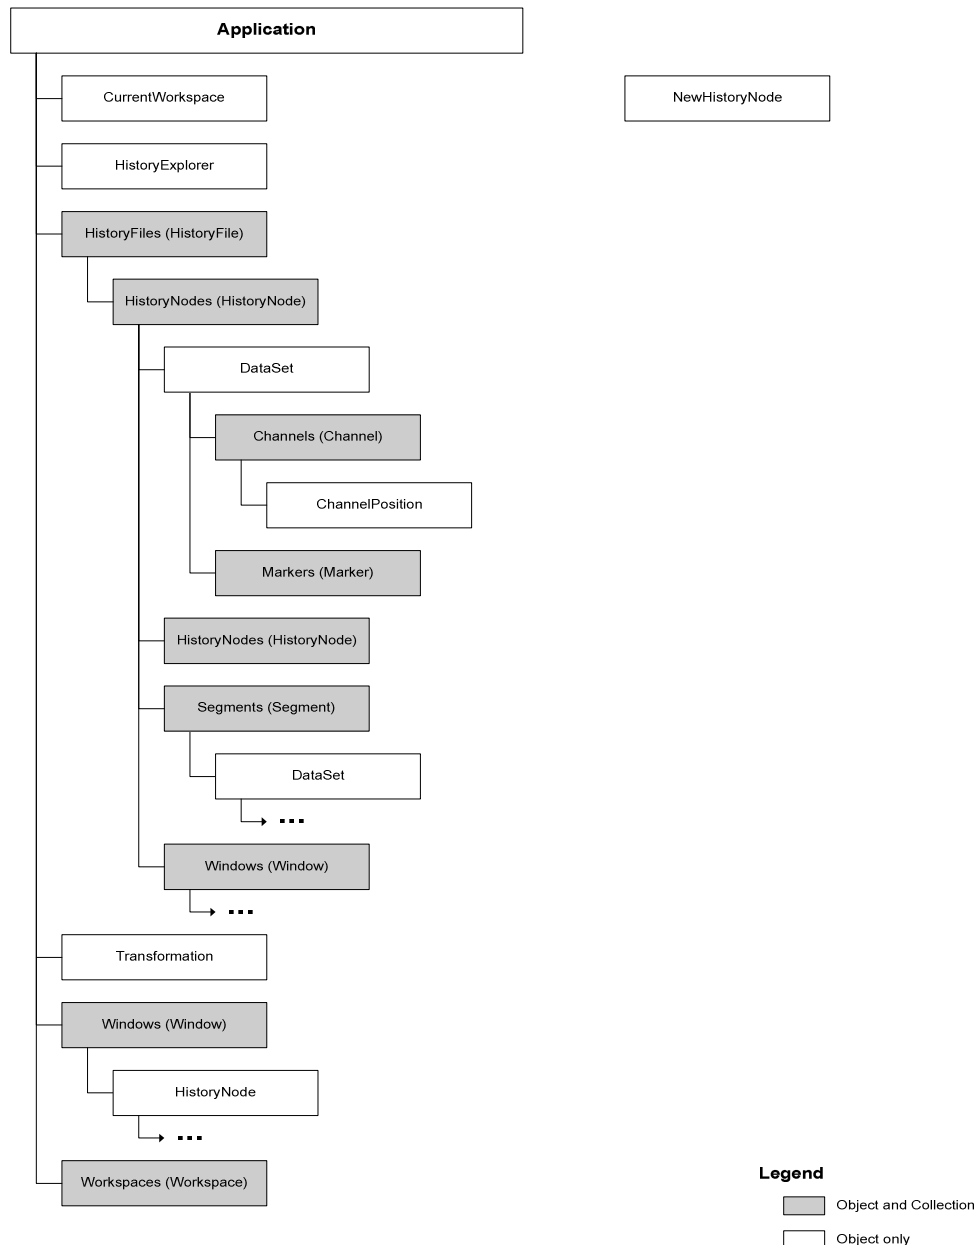 Application
CurrentWorkspace
NewHistoryNode
HistoryExplorer
HistoryFiles (HistoryFile)
HistoryNodes (HistoryNode)
DataSet
Channels (Channel)
ChannelPosition
Markers (Marker)
HistoryNodes (HistoryNode)
Segments (Segment)
DataSet
...
Windows (Window)
...
Transformation
Windows (Window)
HistoryNode
...
Workspaces (Workspace)
Legend
Object and Collection
Object only